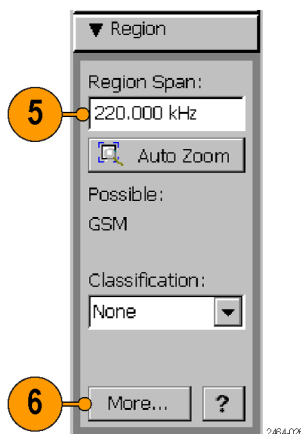 ▼ Region
Region Span:
5
220.000 kHz
Auto Zoom
Possible:
GSM
Classification:
None
6
More...
?